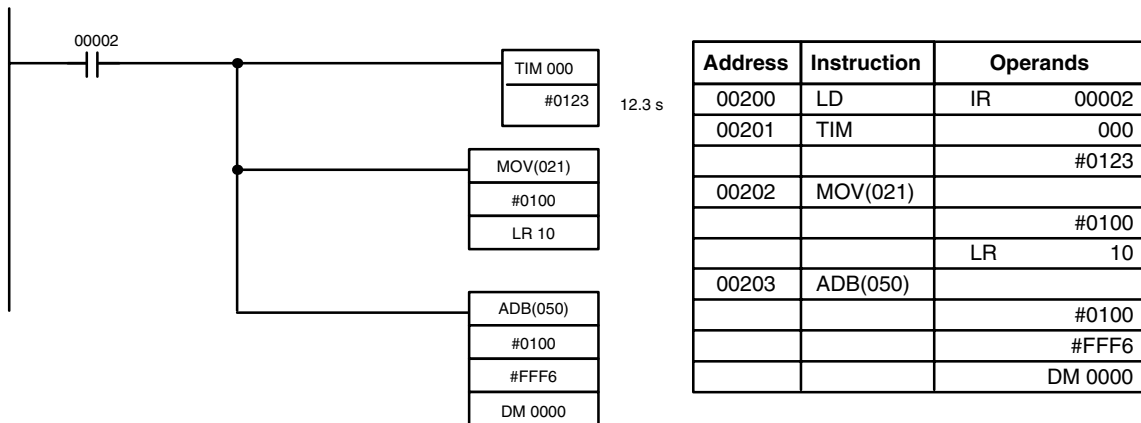 00002
TIM 000
#0123
12.3 s
MOV(021)
#0100
LR 10
ADB(050)
#0100
#FFF6
DM 0000
Address Instruction Operands
00200 LD IR 00002
00201 TIM 000
#0123
00202 MOV(021)
#0100
LR 10
00203 ADB(050)
#0100
#FFF6
DM 0000